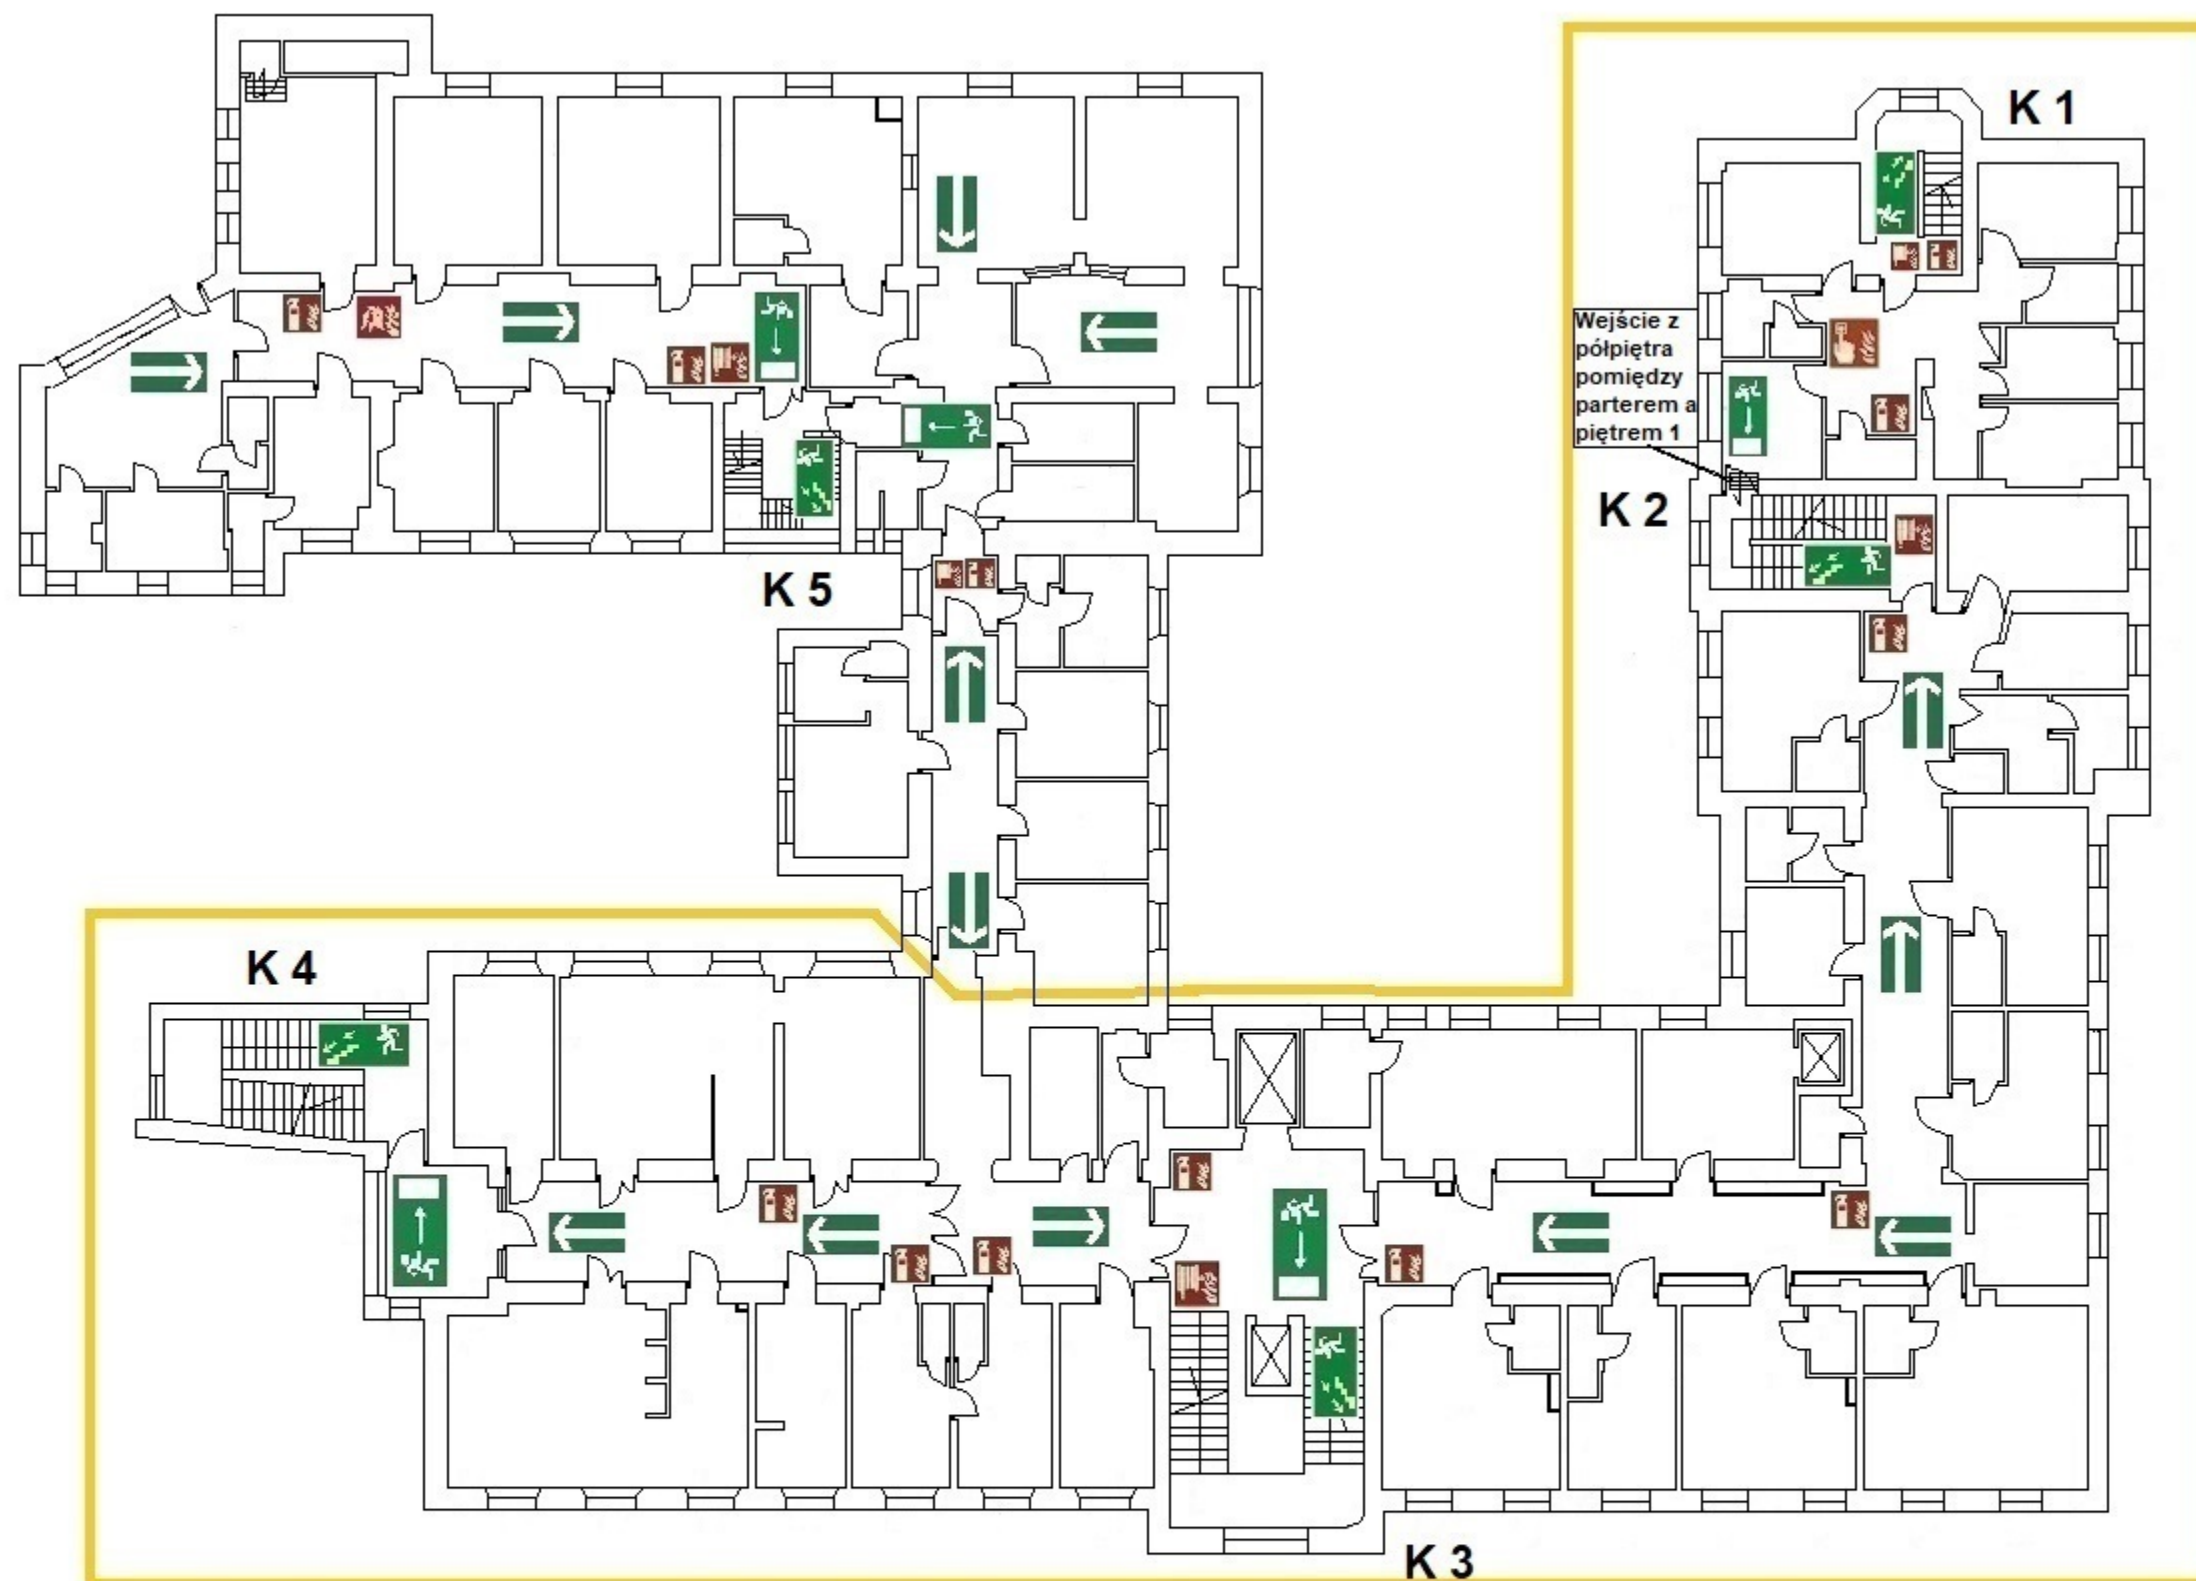 K 1
Wejście z
półpiętra
pomiędzy
parterem a
piętrem 1
K 2
K 5
K 4
K 3